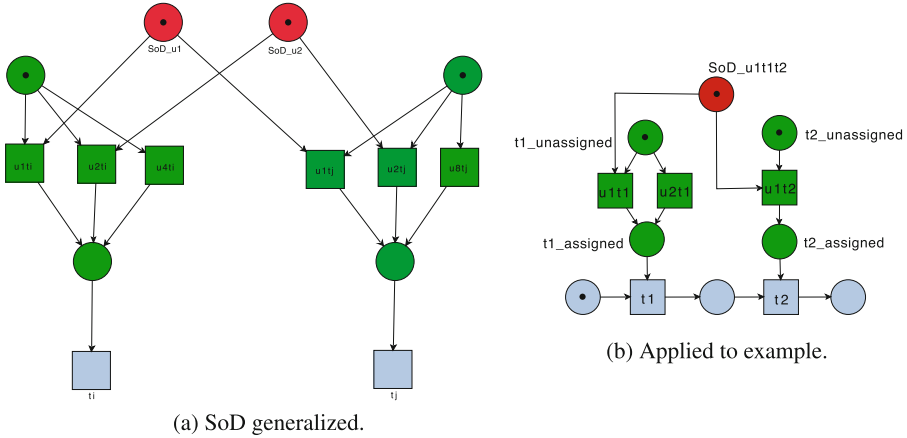 SoD_u1
SoD_u2
u1ti
u2ti
u4ti
u1tj
u2tj
u8tj
ti
tj
(a) SoD generalized.
SoD_u1t1t2
t1_unassigned
t2_unassigned
u1t1
u2t1
u1t2
t1_assigned
t2_assigned
t1
t2
(b) Applied to example.